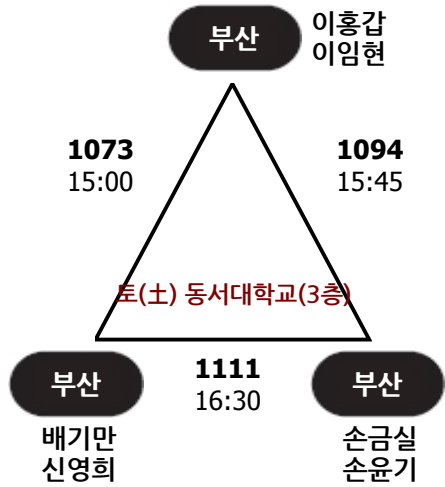 부산
이홍갑
이임현
1073
15:00
1094
15:45
토(土) 동서대학교(3층)
부산
배기만
신영희
1111
16:30
부산
손금실
손윤기